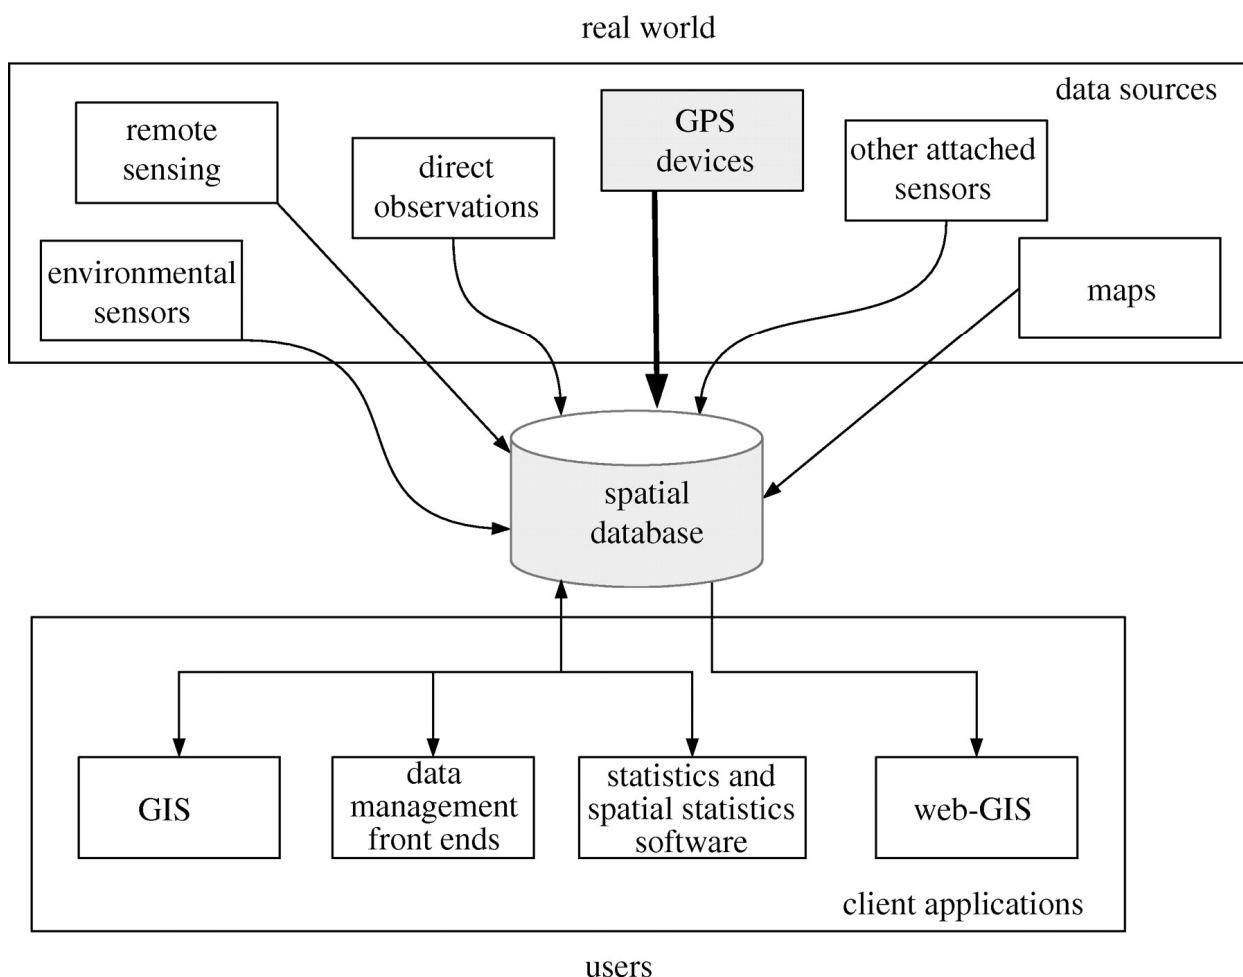 real world
data sources
remote
sensing
direct
observations
GPS
devices
other attached
sensors
environmental
sensors
maps
spatial
database
GIS
data
management
front ends
statistics and
spatial statistics
software
web-GIS
client applications
users